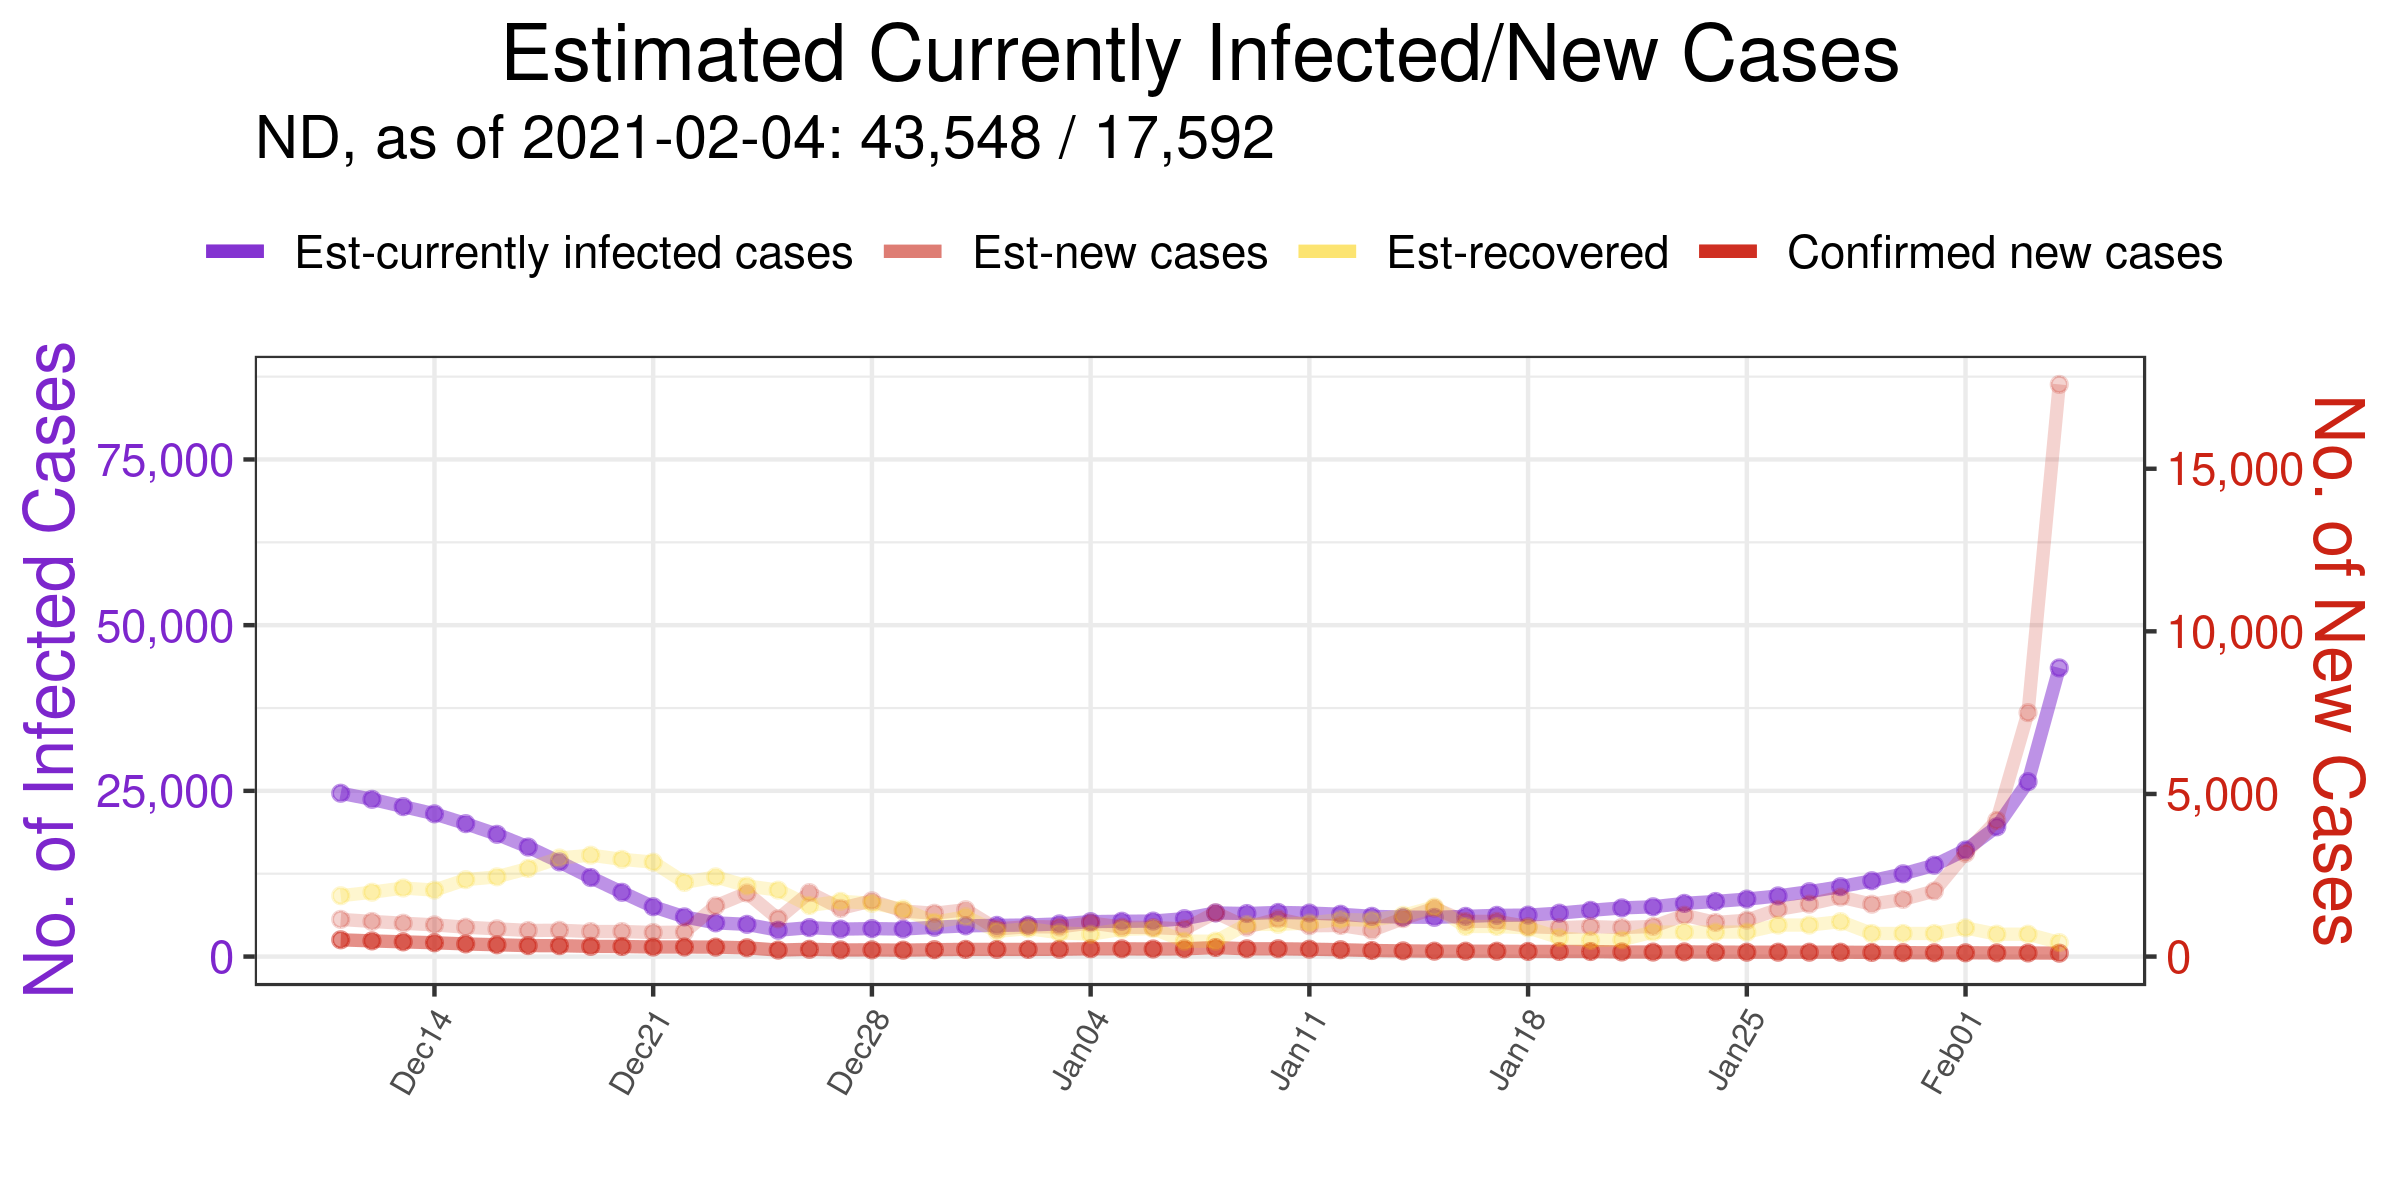 Estimated Currently Infected/New Cases
ND, as of 2021-02-04: 43,548 / 17,592
Est-currently infected cases Est-new cases Est-recovered Confirmed new cases
No. of Infected Cases
75,000
50,000
25,000
0
15,000
10,000
5,000
0
No. of New Cases
Dec14 Dec21 Dec28 Jan04 Jan11 Jan18 Jan25 Feb01